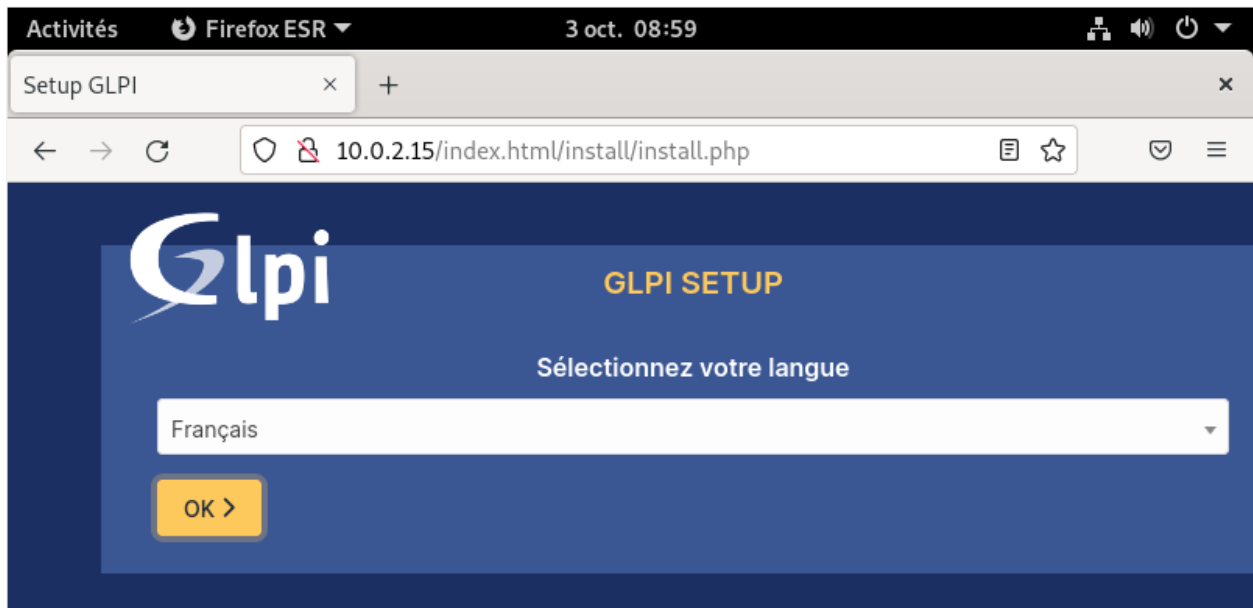 Activités Firefox ESR 3 oct. 08:59
Setup GLPI
10.0.2.15/index.html/install/install.php
Glpi
GLPI SETUP
Sélectionnez votre langue
Français
OK